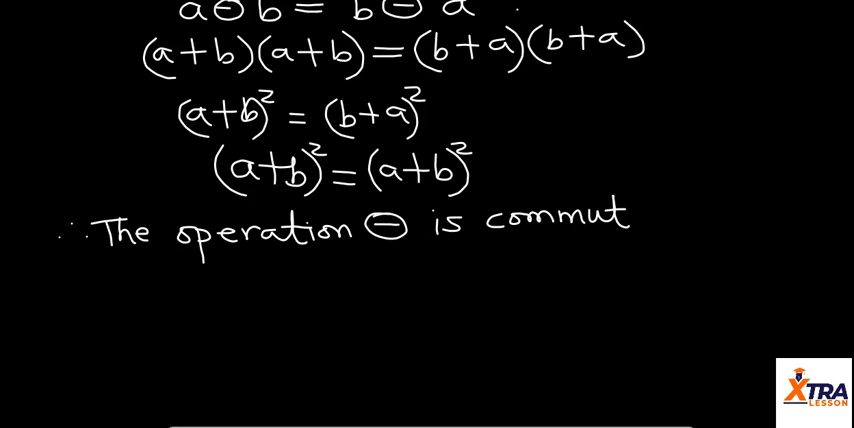 a ⊖ b = b ⊖ a
(a+b)(a+b) = (b+a)(b+a)
(a+b)² = (b+a)²
(a+b)² = (a+b)²
∴ The operation ⊖ is commut
XTRA
LESSON